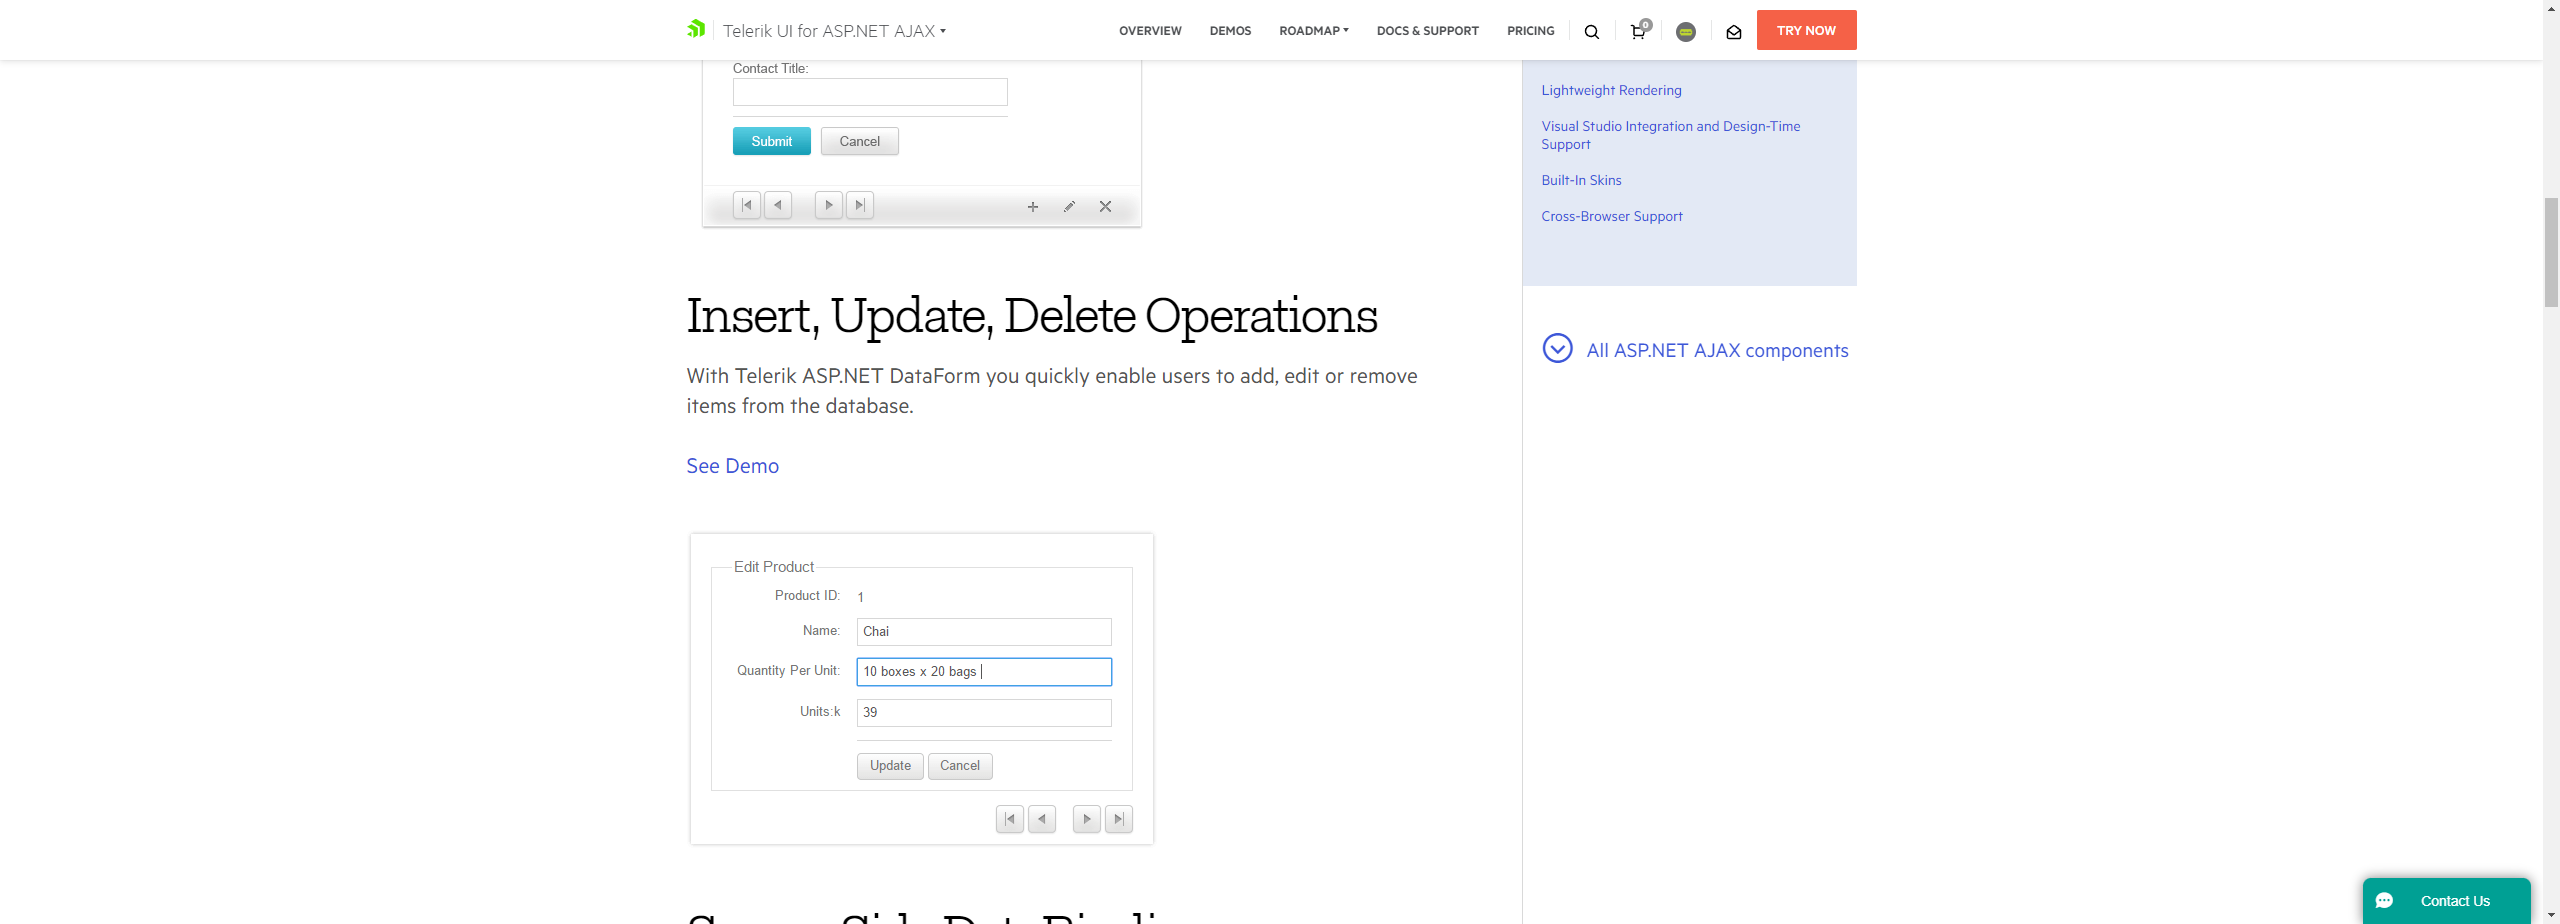 Telerik UI for ASP.NET AJAX
OVERVIEW
DEMOS
ROADMAP
DOCS & SUPPORT
PRICING
0
TRY NOW
Contact Title:
Submit
Cancel
Lightweight Rendering
Visual Studio Integration and Design-Time
Support
Built-In Skins
Cross-Browser Support
Insert, Update, Delete Operations
With Telerik ASP.NET DataForm you quickly enable users to add, edit or remove
items from the database.
See Demo
All ASP.NET AJAX components
Edit Product
Product ID: 1
Name: Chai
Quantity Per Unit: 10 boxes x 20 bags
Units:k 39
Update
Cancel
Contact Us